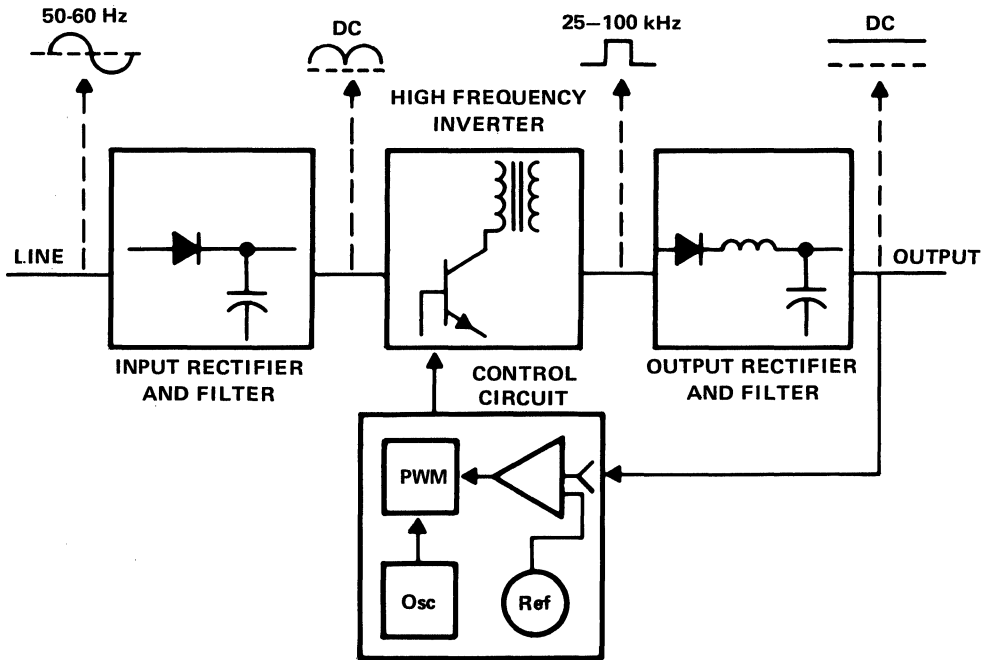 50-60 Hz
DC
25–100 kHz
DC
HIGH FREQUENCY
INVERTER
LINE
OUTPUT
INPUT RECTIFIER
AND FILTER
CONTROL
CIRCUIT
OUTPUT RECTIFIER
AND FILTER
PWM
Osc
Ref